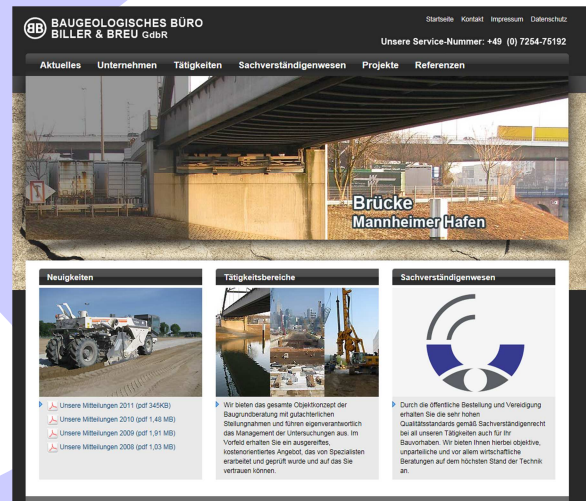 BAUGEOLOGISCHES BÜRO
BILLER & BREU GdbR
Startseite Kontakt Impressum Datenschutz
Unsere Service-Nummer: +49 (0) 7254-75192
Aktuelles Unternehmen Tätigkeiten Sachverständigenwesen Projekte Referenzen
Brücke
Mannheimer Hafen
Neuigkeiten
Unsere Mitteilungen 2011 (pdf 345KB)
Unsere Mitteilungen 2010 (pdf 1,48 MB)
Unsere Mitteilungen 2009 (pdf 1,91 MB)
Unsere Mitteilungen 2008 (pdf 1,03 MB)
Tätigkeitsbereiche
Wir bieten das gesamte Objektkonzept der
Baugrundberatung mit gutachterlichen
Stellungnahmen und führen eigenverantwortlich
das Management der Untersuchungen aus. Im
Vorfeld erhalten Sie ein ausgereiftes,
kostenorientiertes Angebot, das von Spezialisten
erarbeitet und geprüft wurde und auf das Sie
vertrauen können.
Sachverständigenwesen
Durch die öffentliche Bestellung und Vereidigung
erhalten Sie die sehr hohen
Qualitätsstandards gemäß Sachverständigenrecht
bei all unseren Tätigkeiten auch für Ihr
Bauvorhaben. Wir bieten Ihnen hierbei objektive,
unparteiliche und vor allem wirtschaftliche
Beratungen auf dem höchsten Stand der Technik
an.